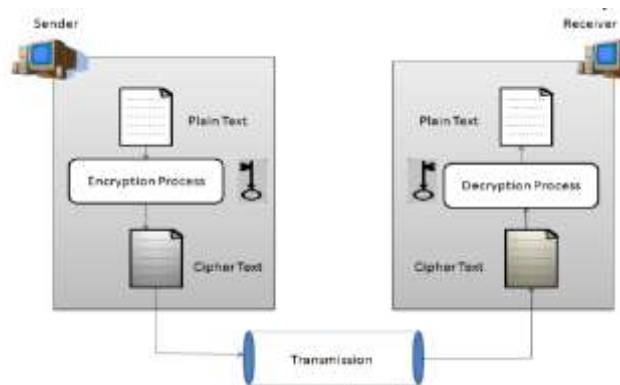 Sender
Receiver
Plain Text
Plain Text
Encryption Process
Decryption Process
Cipher Text
Cipher Text
Transmission